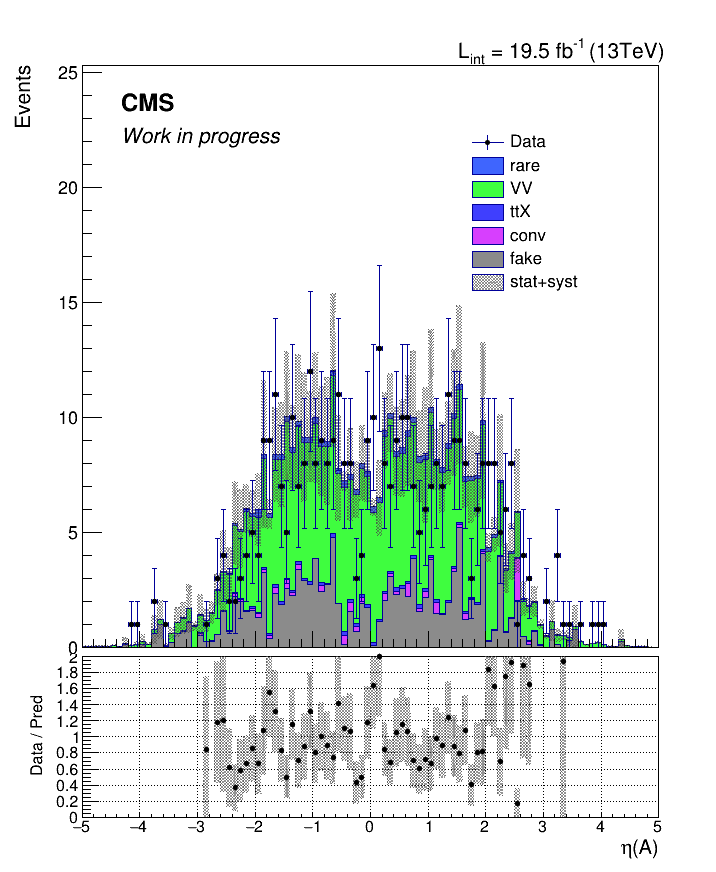 L_int = 19.5 fb^-1 (13TeV)
Events
25
CMS
Work in progress
Data
rare
VV
ttX
conv
fake
stat+syst
20
15
10
5
0
Data / Pred
2
1.8
1.6
1.4
1.2
1
0.8
0.6
0.4
0.2
0
−5 −4 −3 −2 −1 0 1 2 3 4 5
η(A)